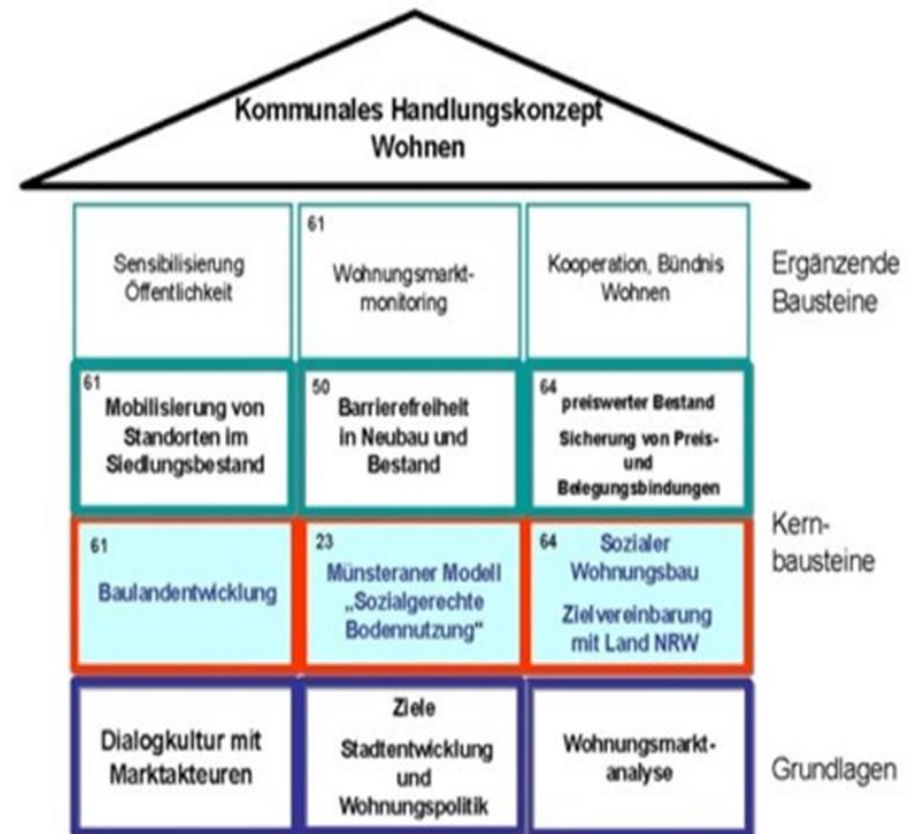 Kommunales Handlungskonzept
Wohnen
Sensibilisierung
Öffentlichkeit
61
Wohnungsmarkt-
monitoring
Kooperation, Bündnis
Wohnen
Ergänzende
Bausteine
61
Mobilisierung von
Standorten im
Siedlungsbestand
50
Barrierefreiheit
in Neubau und
Bestand
64
preiswerter Bestand
Sicherung von Preis-
und
Belegungsbindungen
Kern-
bausteine
61
Baulandentwicklung
23
Münsteraner Modell
„Sozialgerechte
Bodennutzung“
64
Sozialer
Wohnungsbau
Zielvereinbarung
mit Land NRW
Dialogkultur mit
Marktakteuren
Ziele
Stadtentwicklung
und
Wohnungspolitik
Wohnungsmarkt-
analyse
Grundlagen